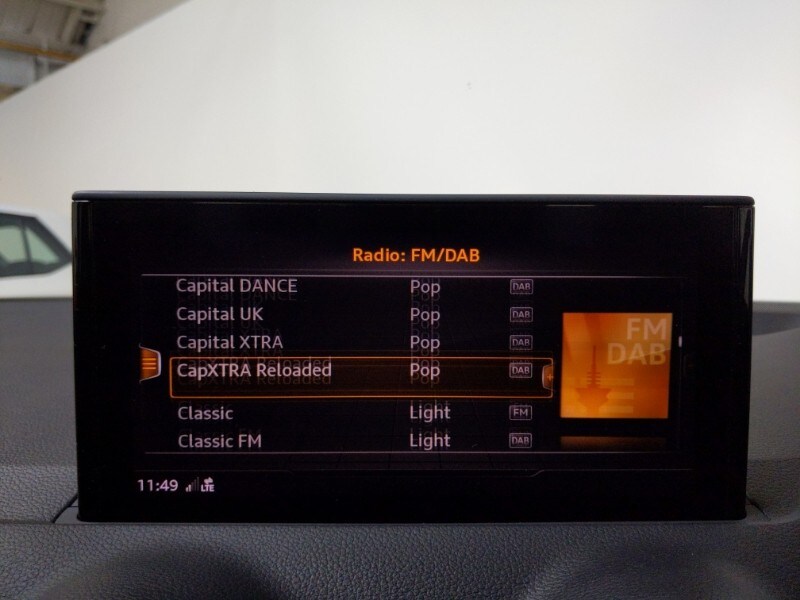 Radio: FM/DAB
Capital DANCE Pop DAB
Capital UK Pop DAB
Capital XTRA Pop DAB
CapXTRA Reloaded Pop DAB
Classic Light FM
Classic FM Light DAB
FM
DAB
11:49 LTE